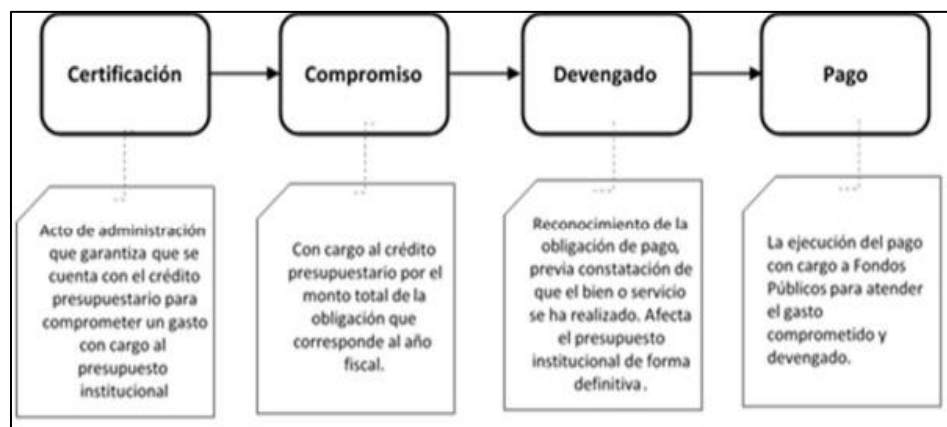 Certificación
Compromiso
Devengado
Pago
Acto de administración
que garantiza que se
cuenta con el crédito
presupuestario para
comprometer un gasto
con cargo al
presupuesto
institucional
Con cargo al crédito
presupuestario por el
monto total de la
obligación que
corresponde al año
fiscal.
Reconocimiento de la
obligación de pago,
previa constatación de
que el bien o servicio
se ha realizado. Afecta
el presupuesto
institucional de forma
definitiva.
La ejecución del pago
con cargo a Fondos
Públicos para atender
el gasto
comprometido y
devengado.